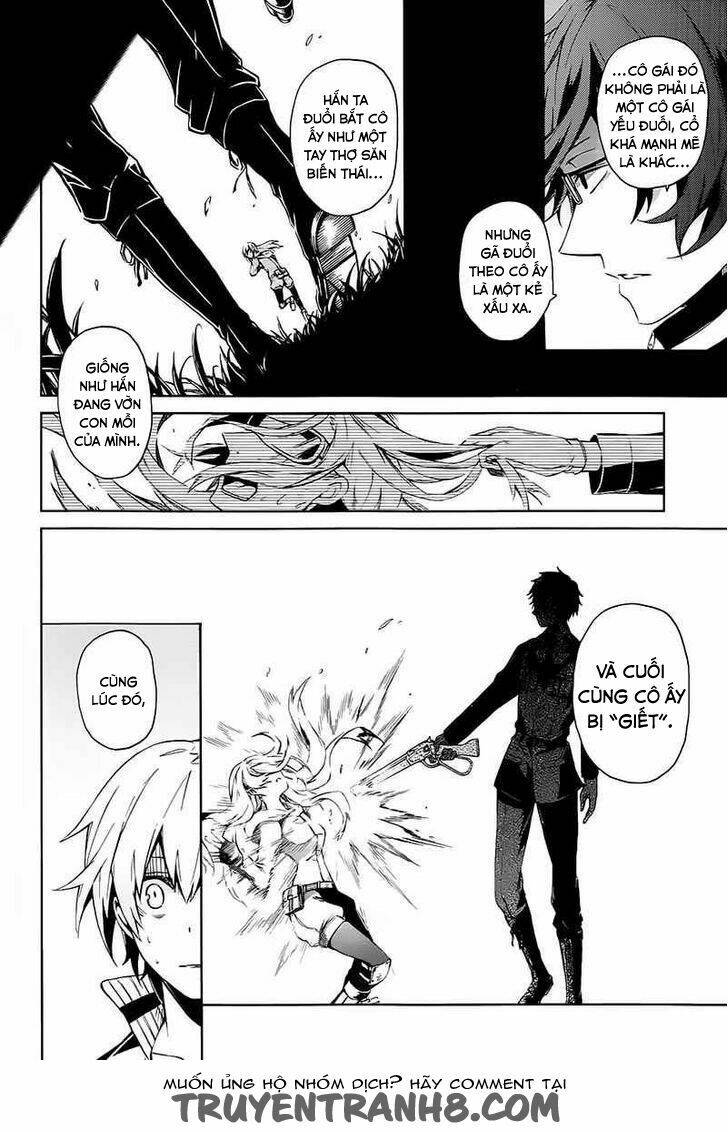 ...CÔ GÁI ĐÓ
KHÔNG PHẢI LÀ
MỘT CÔ GÁI
YẾU ĐUỐI, CỔ
KHÁ MẠNH MẼ
LÀ KHÁC...
NHƯNG
GÃ ĐUỔI
THEO CÔ ẤY
LÀ MỘT KẺ
XẤU XA.
HẮN TA
ĐUỔI BẮT CÔ
ẤY NHƯ MỘT
TAY THỢ SĂN
BIẾN THÁI...
GIỐNG
NHƯ HẮN
ĐANG VỜN
CON MỒI
CỦA MÌNH.
VÀ CUỐI
CÙNG CÔ ẤY
BỊ “GIẾT”.
CÙNG
LÚC ĐÓ,
MUỐN ỦNG HỘ NHÓM DỊCH? HÃY COMMENT TẠI
TRUYENTRANH8.COM